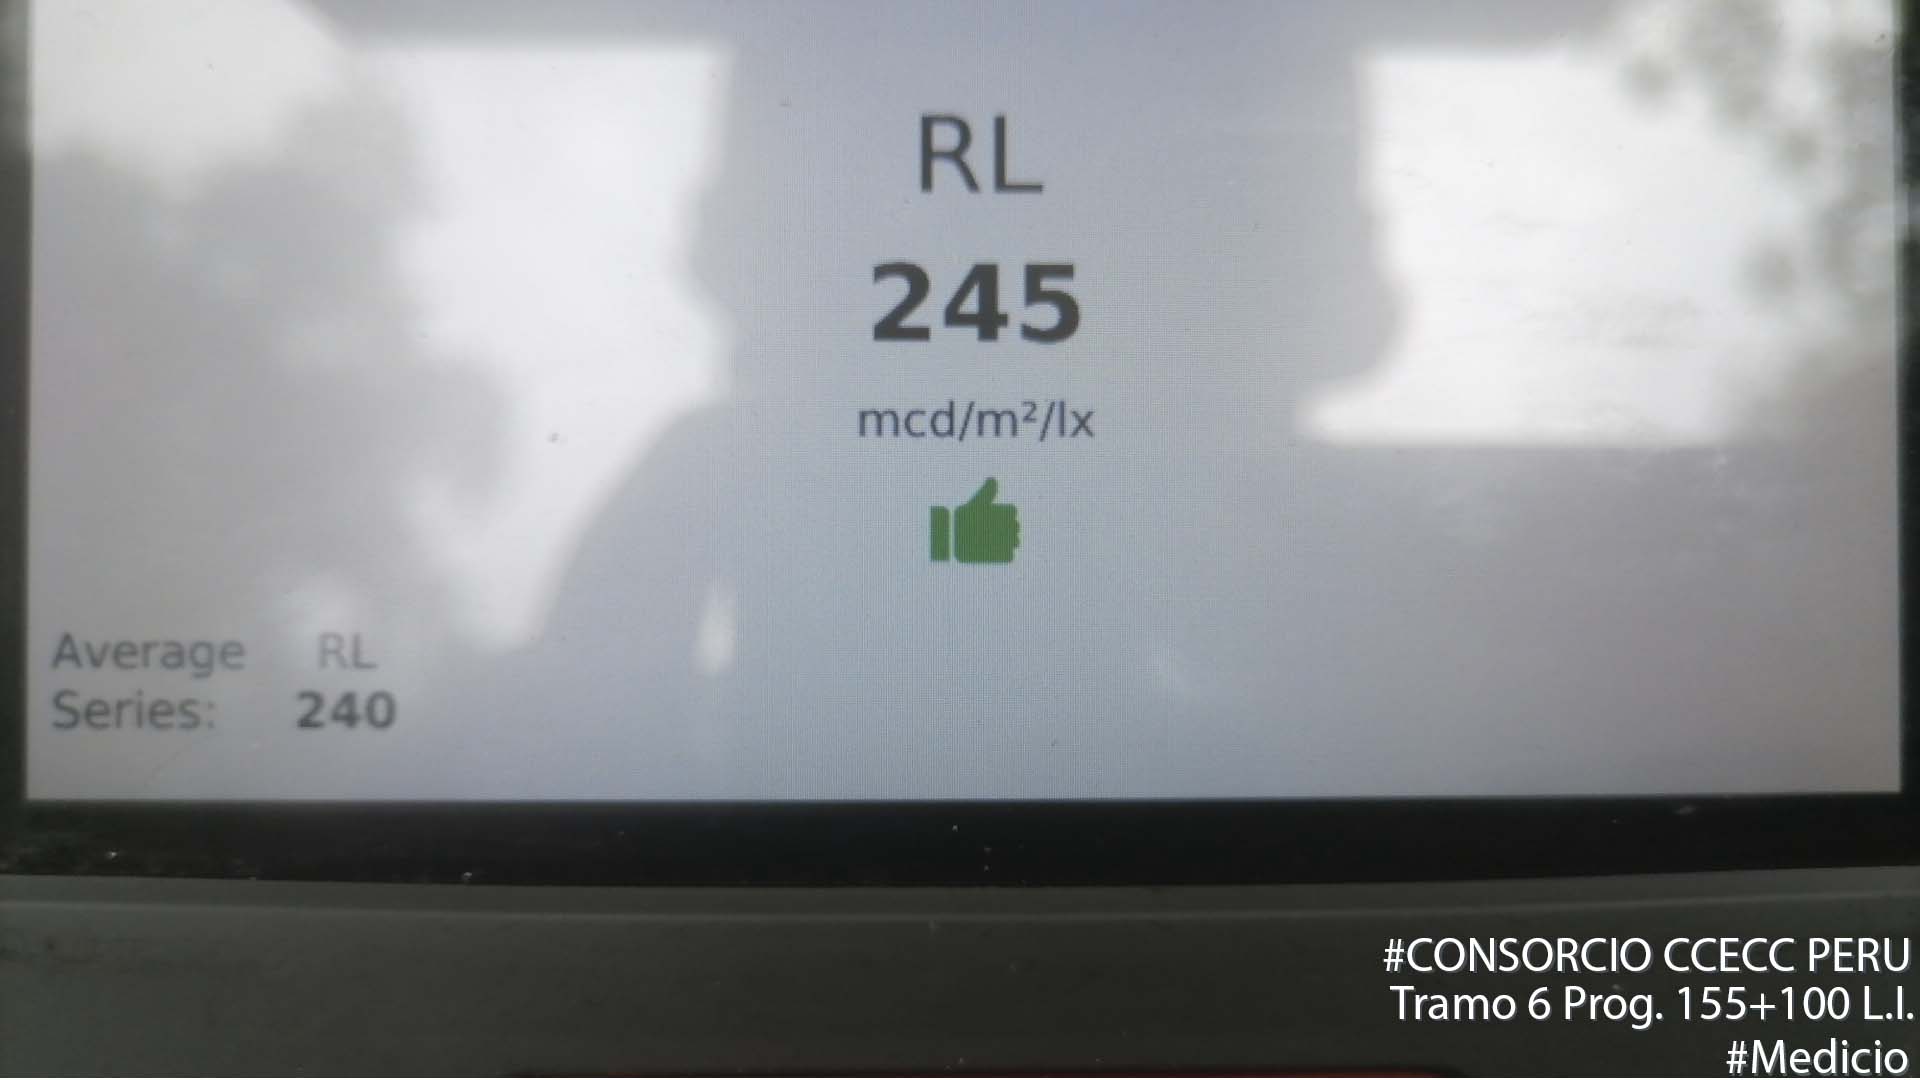 RL
245
mcd/m²/lx
Average RL
Series: 240
#CONSORCIO CCECC PERU
Tramo 6 Prog. 155+100 L.I.
#Medicio